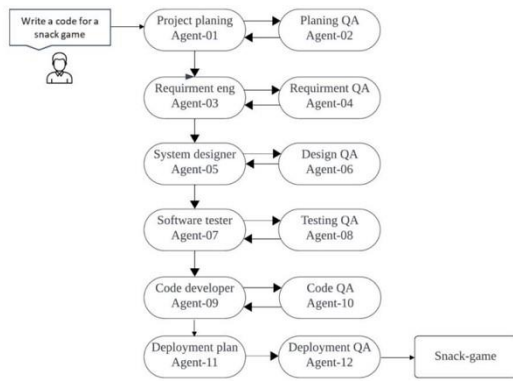 Write a code for a
snack game
Project planing
Agent-01
Planing QA
Agent-02
Requirment eng
Agent-03
Requirment QA
Agent-04
System designer
Agent-05
Design QA
Agent-06
Software tester
Agent-07
Testing QA
Agent-08
Code developer
Agent-09
Code QA
Agent-10
Deployment plan
Agent-11
Deployment QA
Agent-12
Snack-game